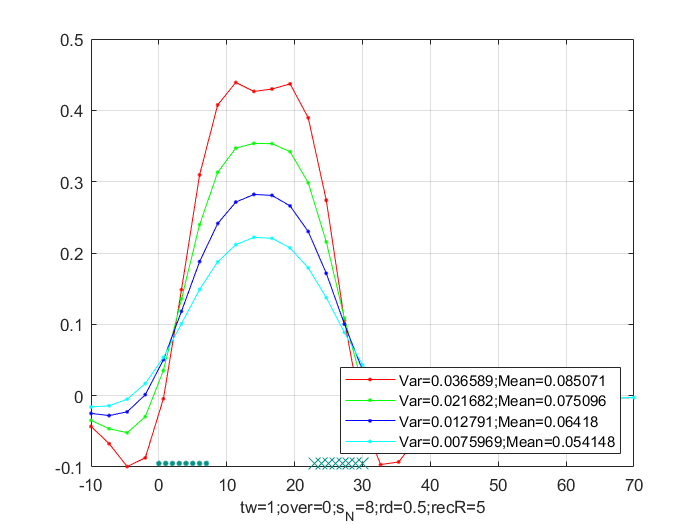 0.5
0.4
0.3
0.2
0.1
0
-0.1
Var=0.036589;Mean=0.085071
Var=0.021682;Mean=0.075096
Var=0.012791;Mean=0.06418
Var=0.0075969;Mean=0.054148
-10 0 10 20 30 40 50 60 70
tw=1;over=0;s_N=8;rd=0.5;recR=5